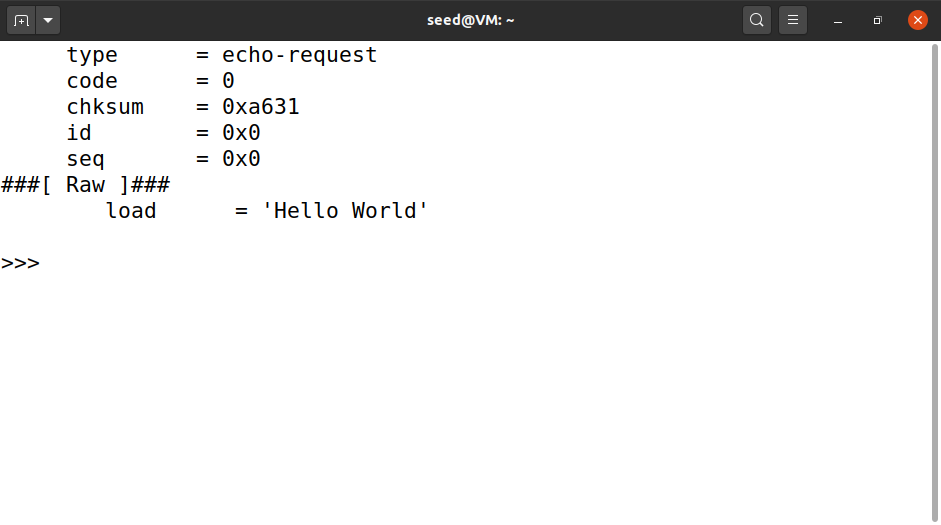 seed@VM: ~
type      = echo-request
code      = 0
chksum    = 0xa631
id        = 0x0
seq       = 0x0
###[ Raw ]###
load      = 'Hello World'
>>>